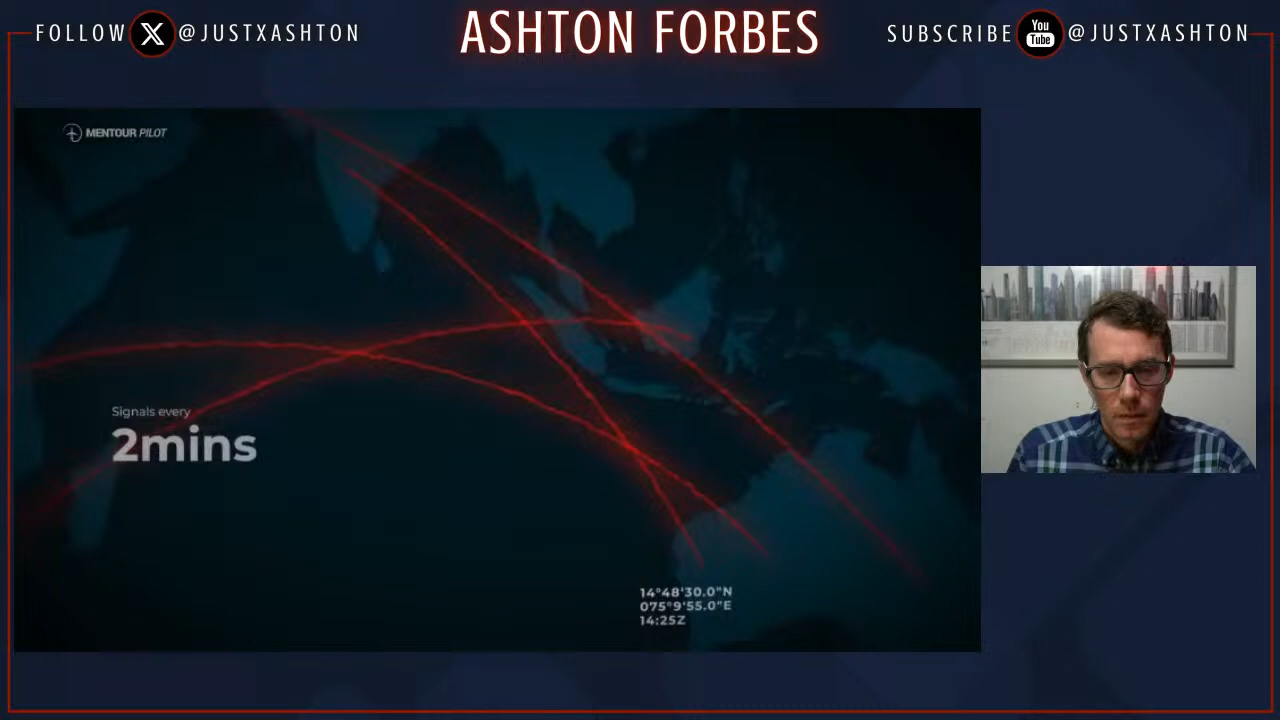 FOLLOW @JUSTXASHTON
ASHTON FORBES
SUBSCRIBE You Tube @JUSTXASHTON
MENTOUR PILOT
Signals every
2mins
14°48'30.0"N
075°9'55.0"E
14:25Z